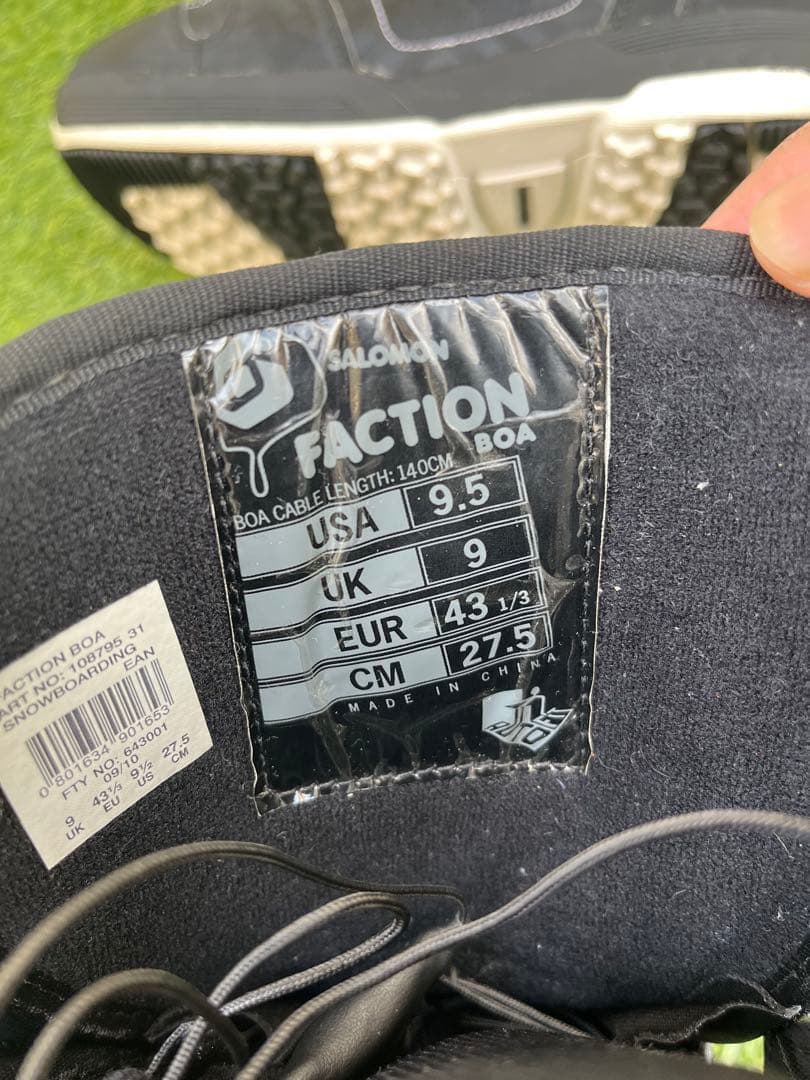 SALOMON
FACTION
BOA
BOA CABLE LENGTH: 140CM
USA 9.5
UK 9
EUR 43 1/3
CM 27.5
MADE IN CHINA
AUTOFIT
FACTION BOA
ART NO: 108795 31
SNOWBOARDING
EAN
0 801634 901653
FTY NO: 643001
09/10
9 43⅓ 9½ 27.5
UK EU US CM